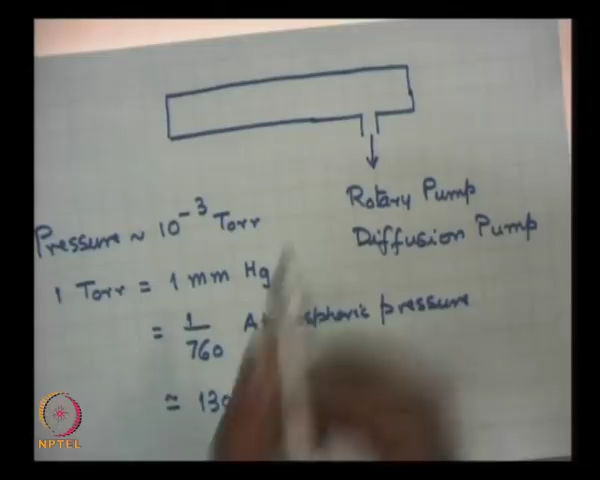 Rotary Pump
Diffusion Pump
Pressure ~ 10⁻³ Torr
1 Torr = 1 mm Hg
= 1/760 pressure
≃
NPTEL